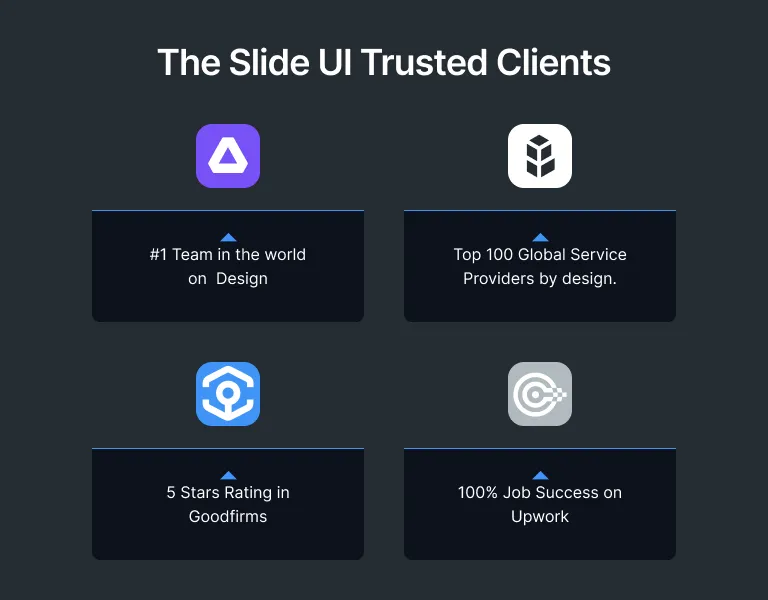 The Slide UI Trusted Clients
#1 Team in the world
on  Design
Top 100 Global Service
Providers by design.
5 Stars Rating in
Goodfirms
100% Job Success on
Upwork